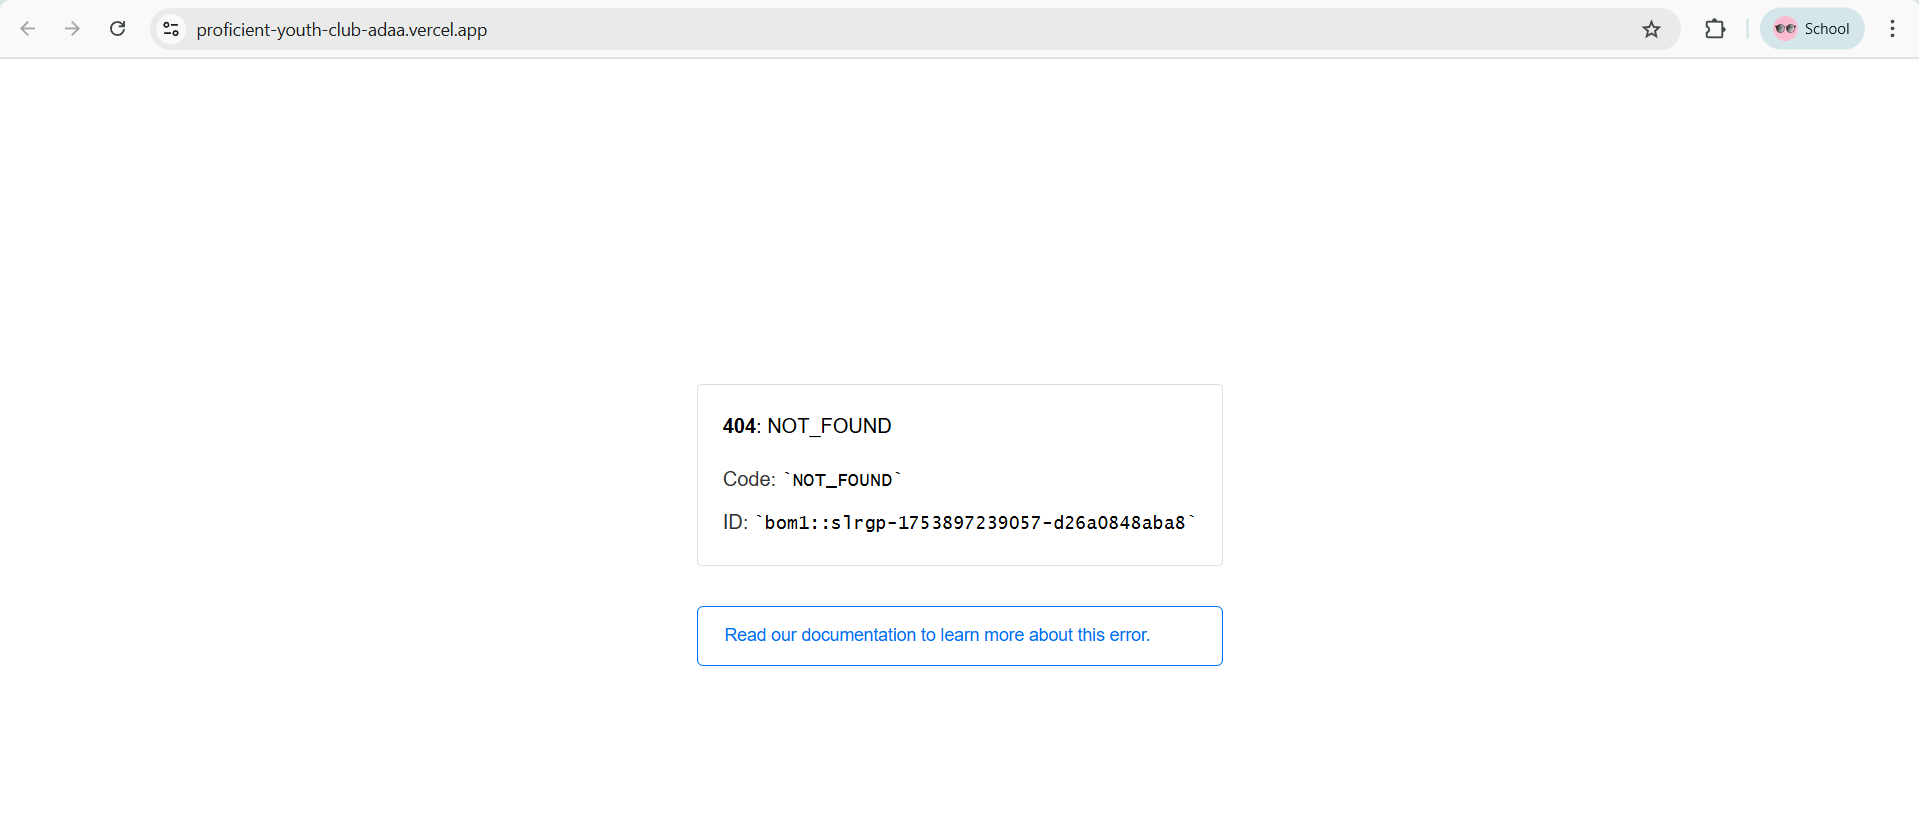 proficient-youth-club-adaa.vercel.app
School
404: NOT_FOUND
Code: `NOT_FOUND`
ID: `bom1::slrgp-1753897239057-d26a0848aba8`
Read our documentation to learn more about this error.